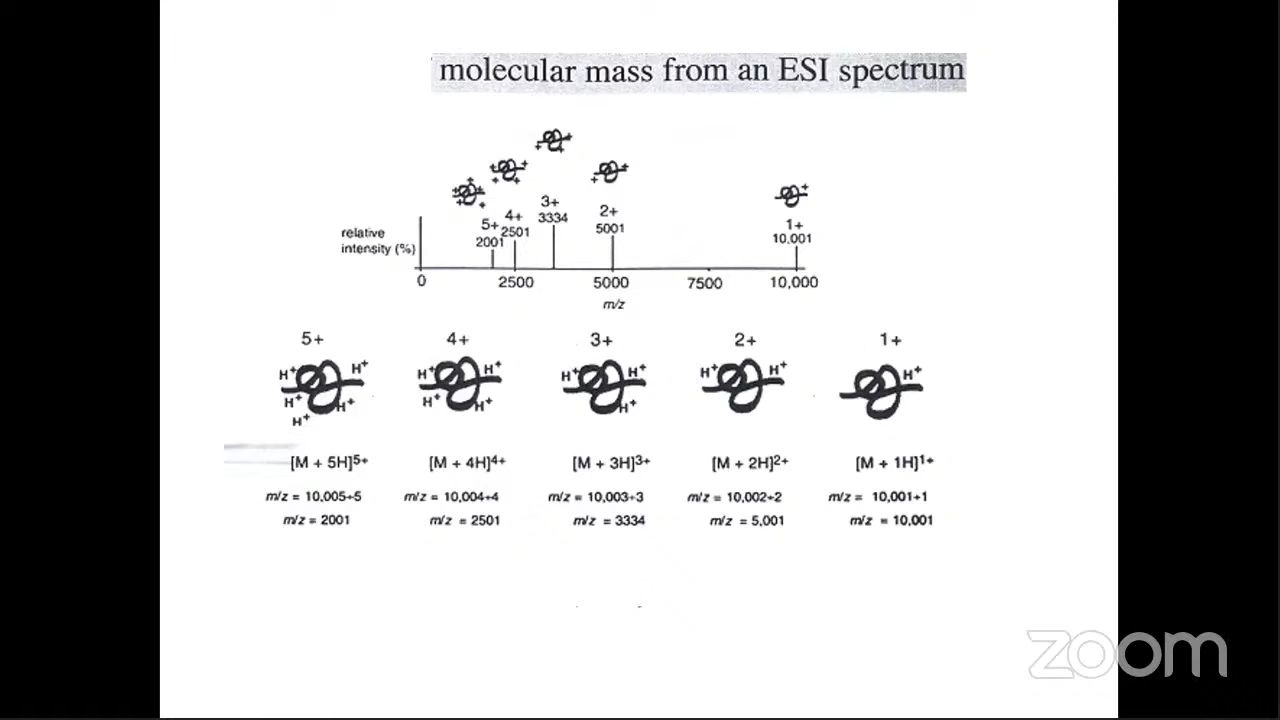 molecular mass from an ESI spectrum
3+
3334
4+
2501
5+
2001
2+
5001
1+
10,001
relative
intensity (%)
0 2500 5000 7500 10,000
m/z
5+ 4+ 3+ 2+ 1+
H+ H+ H+ H+ H+ H+ H+ H+ H+
H+ H+ H+ H+ H+
H+
[M + 5H]5+ [M + 4H]4+ [M + 3H]3+ [M + 2H]2+ [M + 1H]1+
m/z = 10,005÷5 m/z = 10,004÷4 m/z = 10,003÷3 m/z = 10,002÷2 m/z = 10,001÷1
m/z = 2001 m/z = 2501 m/z = 3334 m/z = 5,001 m/z = 10,001
zoom